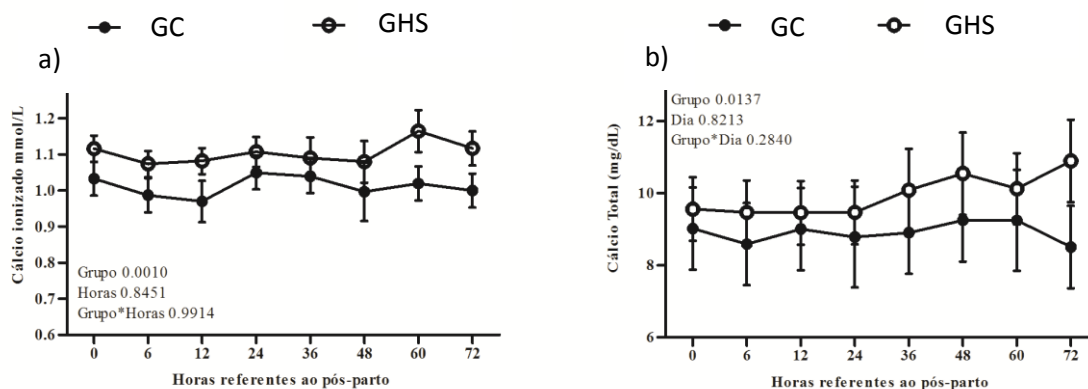 GC GHS
a)
Cálcio ionizado mmol/L
1.2
1.1
1.0
0.9
0.8
0.7
0.6
Grupo 0.0010
Horas 0.8451
Grupo*Horas 0.9914
0 6 12 24 36 48 60 72
Horas referentes ao pós-parto
GC GHS
b)
Cálcio Total (mg/dL)
12
10
8
6
Grupo 0.0137
Dia 0.8213
Grupo*Dia 0.2840
0 6 12 24 36 48 60 72
Horas referentes ao pós-parto